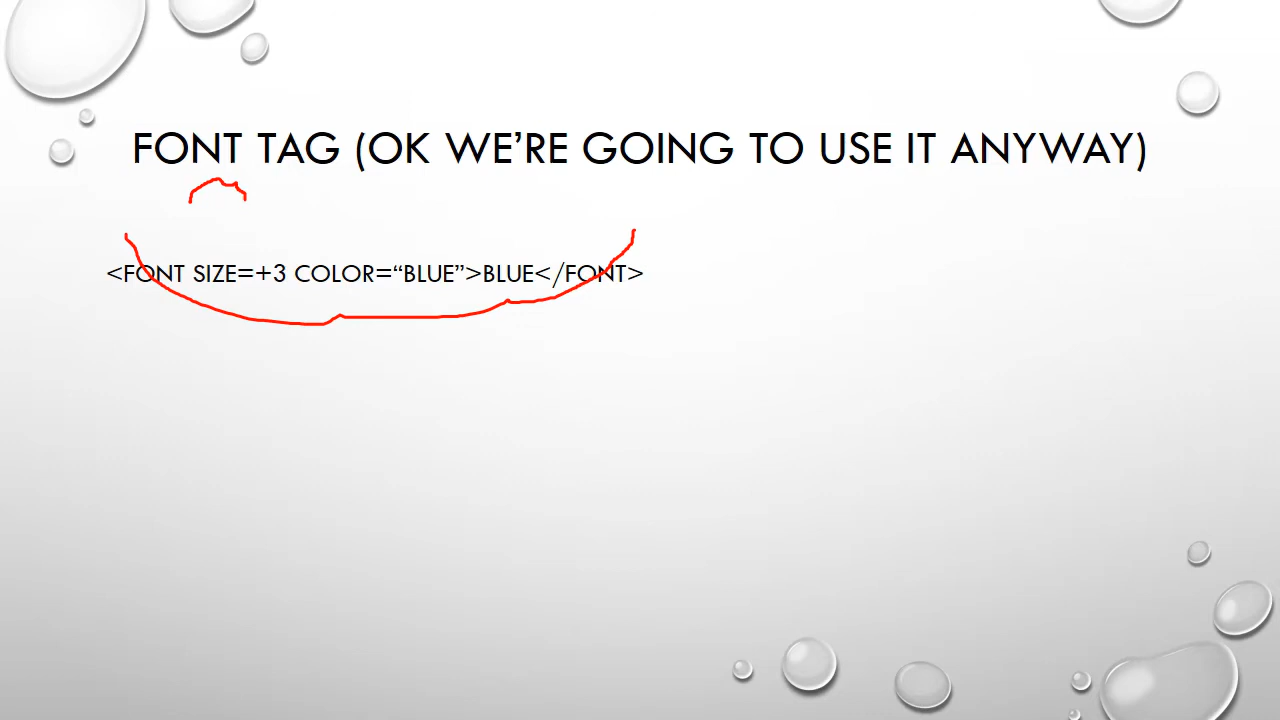 FONT TAG (OK WE’RE GOING TO USE IT ANYWAY)
<FONT SIZE=+3 COLOR=“BLUE”>BLUE</FONT>